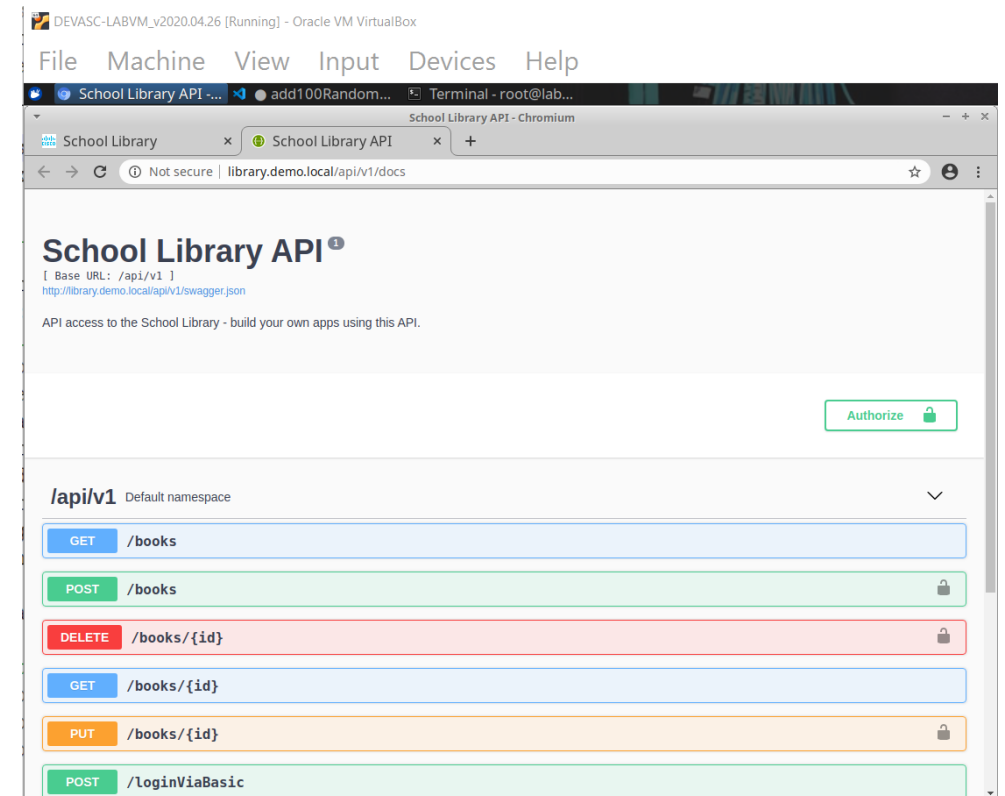 DEVASC-LABVM_v2020.04.26 [Running] - Oracle VM VirtualBox
File Machine View Input Devices Help
School Library API -... add100Random... Terminal - root@lab...
School Library API - Chromium
School Library × School Library API × +
Not secure | library.demo.local/api/v1/docs
School Library API 1
[ Base URL: /api/v1 ]
http://library.demo.local/api/v1/swagger.json
API access to the School Library - build your own apps using this API.
Authorize
/api/v1 Default namespace
GET /books
POST /books
DELETE /books/{id}
GET /books/{id}
PUT /books/{id}
POST /loginViaBasic